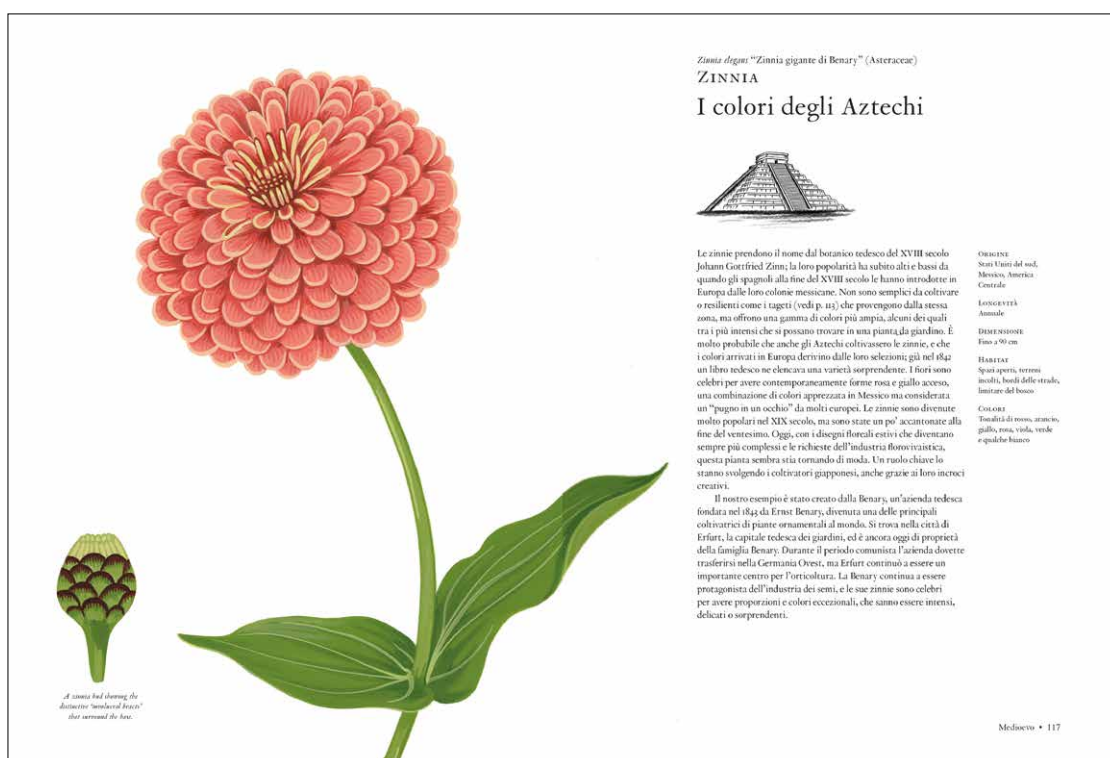 Zinnia elegans “Zinnia gigante di Benary” (Asteraceae)
Zinnia
I colori degli Aztechi
Le zinnie prendono il nome dal botanico tedesco del XVIII secolo
Johann Gottfried Zinn; la loro popolarità ha subito alti e bassi da
quando gli spagnoli alla fine del XVIII secolo le hanno introdotte in
Europa dalle loro colonie messicane. Non sono semplici da coltivare
o resilienti come i tageti (vedi p. 113) che provengono dalla stessa
zona, ma offrono una gamma di colori più ampia, alcuni dei quali
tra i più intensi che si possano trovare in una pianta da giardino. È
molto probabile che anche gli Aztechi coltivassero le zinnie, e che
i colori arrivati in Europa derivino dalle loro selezioni; già nel 1842
un libro tedesco ne elencava una varietà sorprendente. I fiori sono
celebri per avere contemporaneamente forme rosa e giallo acceso,
una combinazione di colori apprezzata in Messico ma considerata
un “pugno in un occhio” da molti europei. Le zinnie sono divenute
molto popolari nel XIX secolo, ma sono state un po’ accantonate alla
fine del ventesimo. Oggi, con i disegni floreali estivi che diventano
sempre più complessi e le richieste dell’industria florovivaistica,
questa pianta sembra stia tornando di moda. Un ruolo chiave lo
stanno svolgendo i coltivatori giapponesi, anche grazie ai loro incroci
creativi.
Il nostro esempio è stato creato dalla Benary, un’azienda tedesca
fondata nel 1843 da Ernst Benary, divenuta una delle principali
coltivatrici di piante ornamentali al mondo. Si trova nella città di
Erfurt, la capitale tedesca dei giardini, ed è ancora oggi di proprietà
della famiglia Benary. Durante il periodo comunista l’azienda dovette
trasferirsi nella Germania Ovest, ma Erfurt continuò a essere un
importante centro per l’orticoltura. La Benary continua a essere
protagonista dell’industria dei semi, e le sue zinnie sono celebri
per avere proporzioni e colori eccezionali, che sanno essere intensi,
delicati o sorprendenti.
Origine
Stati Uniti del sud,
Messico, America
Centrale
Longevità
Annuale
Dimensione
Fino a 90 cm
Habitat
Spazi aperti, terreni
incolti, bordi delle strade,
limitare del bosco
Colori
Tonalità di rosso, arancio,
giallo, rosa, viola, verde
e qualche bianco
A zinnia bud showing the
distinctive ‘involucral bracts’
that surround the base.
Medioevo • 117